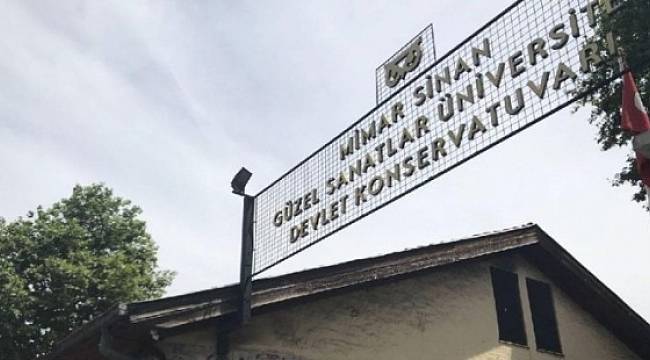 MİMAR SİNAN
GÜZEL SANATLAR ÜNİVERSİTESİ
DEVLET KONSERVATUVARI